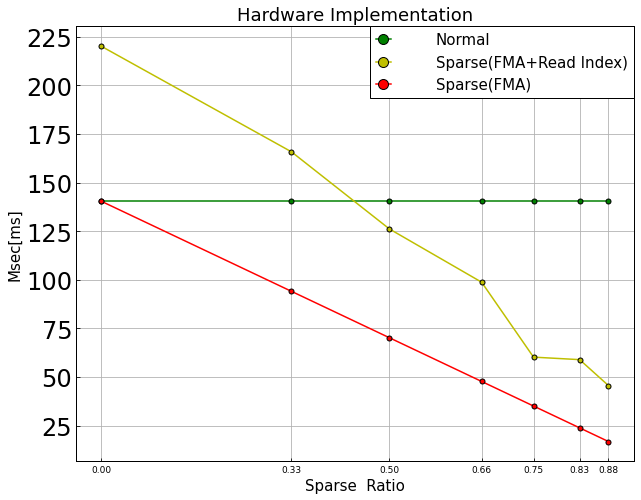 Hardware Implementation
Normal
Sparse(FMA+Read Index)
Sparse(FMA)
225
200
175
150
125
100
75
50
25
Msec[ms]
0.00 0.33 0.50 0.66 0.75 0.83 0.88
Sparse Ratio